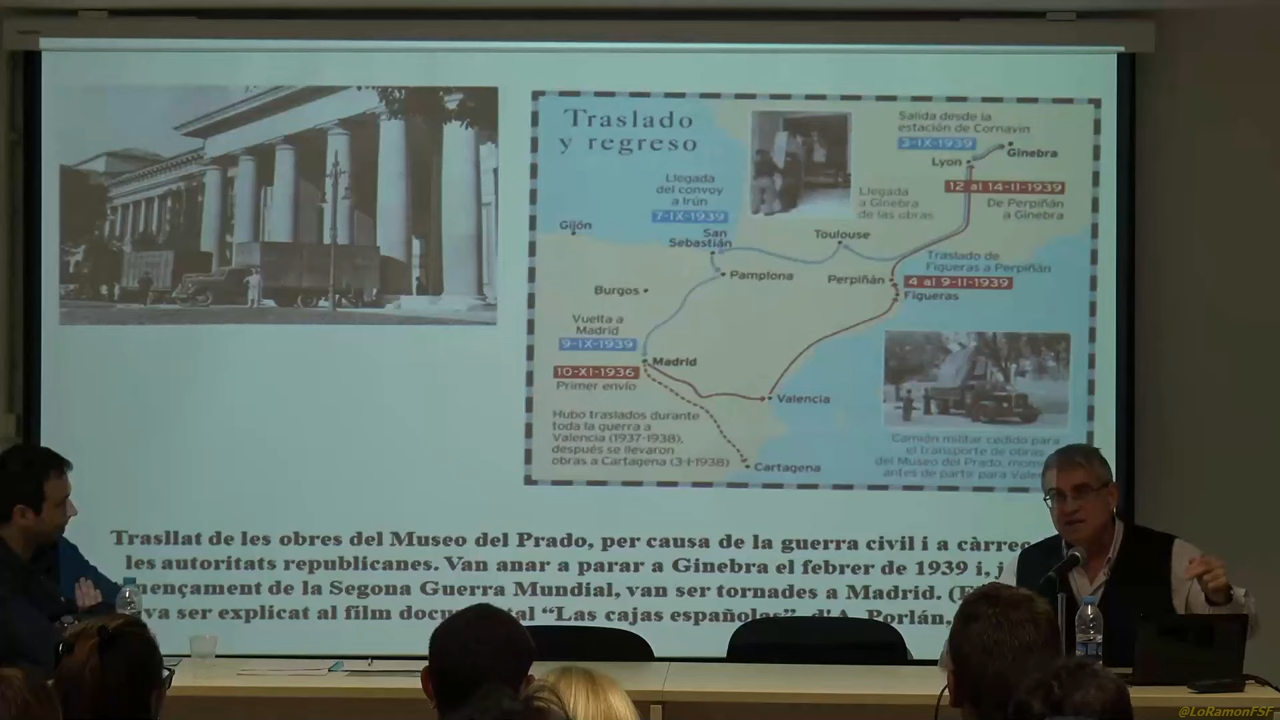 Traslado
y regreso
Salida desde la
estación de Cornavin
3-IX-1939
Ginebra
Lyon
12 al 14-II-1939
De Perpiñán
a Ginebra
Llegada
a Ginebra
de las obras
Llegada
del convoy
a Irún
7-IX-1939
Gijón
San
Sebastián
Toulouse
Pamplona
Perpiñán
Traslado de
Figueras a Perpiñán
4 al 9-II-1939
Figueras
Burgos
Vuelta a
Madrid
9-IX-1939
Madrid
10-XI-1936
Primer envío
Valencia
Hubo traslados durante
toda la guerra a
Valencia (1937-1938),
después se llevaron
obras a Cartagena (3-I-1938)
Cartagena
Camión militar cedido para
el transporte de obras
del Museo del Prado,
antes de partir para
Trasllat de les obres del Museo del Prado, per causa de la guerra civil i a càrrec
les autoritats republicanes. Van anar a parar a Ginebra el febrer de 1939 i,
de la Segona Guerra Mundial, van ser tornades a Madrid.
va ser explicat al film "Las cajas españolas", d'A. Porlán,
@LoRamonFSF